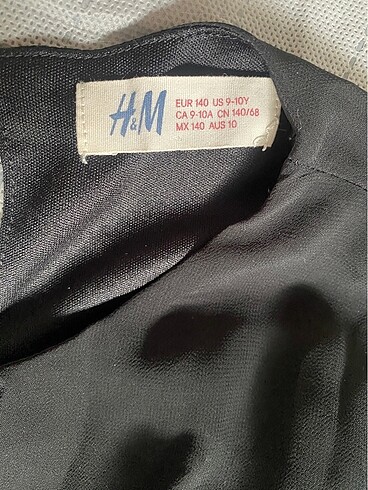 H&M
EUR 140 US 9-10Y
CA 9-10A CN 140/68
MX 140 AUS 10